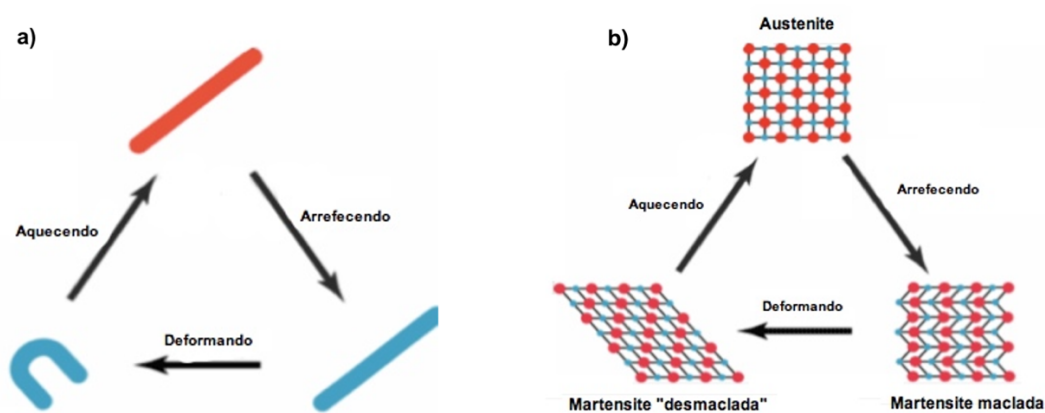 a)
Aquecendo
Arrefecendo
Deformando
b)
Austenite
Aquecendo
Arrefecendo
Deformando
Martensite "desmaclada"
Martensite maclada